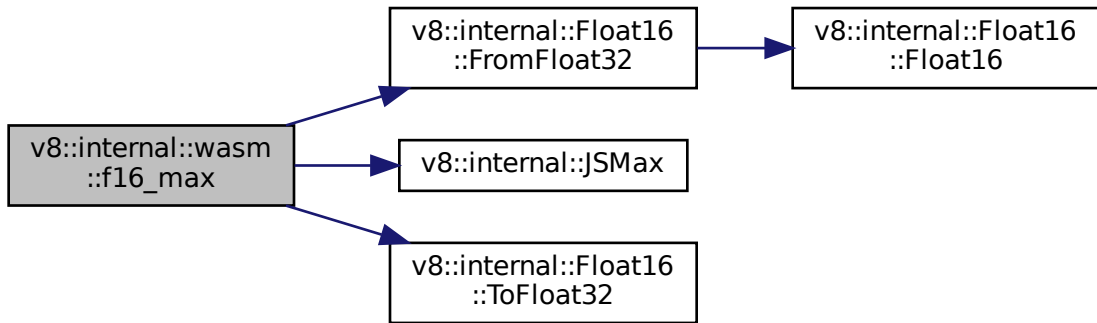 v8::internal::wasm
::f16_max
v8::internal::Float16
::FromFloat32
v8::internal::Float16
::Float16
v8::internal::JSMax
v8::internal::Float16
::ToFloat32